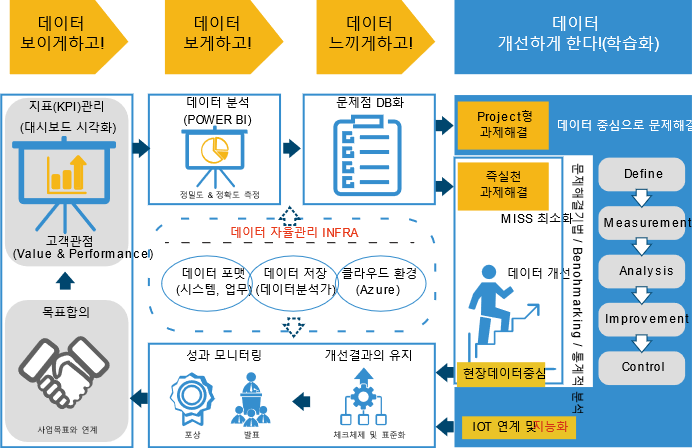 데이터
보이게하고!
데이터
보게하고!
데이터
느끼게하고!
데이터
개선하게 한다!(학습화)
지표(KPI)관리
(대시보드 시각화)
고객관점
(Value & Performancel)
목표합의
사업목표와 연계
데이터 분석
(POWER BI)
정밀도 & 정확도 측정
문제점 DB화
데이터 자율관리 INFRA
데이터 포맷
(시스템, 업무)
데이터 저장
(데이터분석가)
클라우드 환경
(Azure)
성과 모니터링
포상
발표
개선결과의 유지
체크체제 및 표준화
Project형
과제해결
데이터 중심으로 문제해결
즉실천
과제해결
MISS 최소화
데이터 개선
현장데이터중심
IOT 연계 및 지능화
문제해결기법 / Benohmarking / 통계적 분석
Define
Measurement
Analysis
Improvement
Control